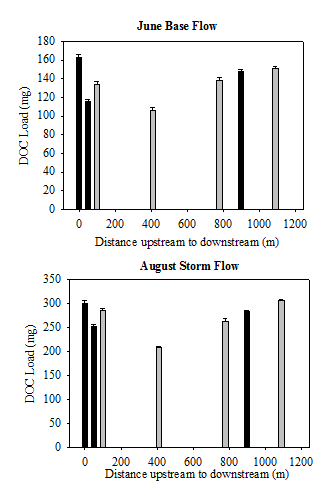 June Base Flow
180
160
140
120
100
80
60
40
20
0
DOC Load (mg)
0 200 400 600 800 1000 1200
Distance upstream to downstream (m)
August Storm Flow
350
300
250
200
150
100
50
0
DOC Load (mg)
0 200 400 600 800 1000 1200
Distance upstream to downstream (m)